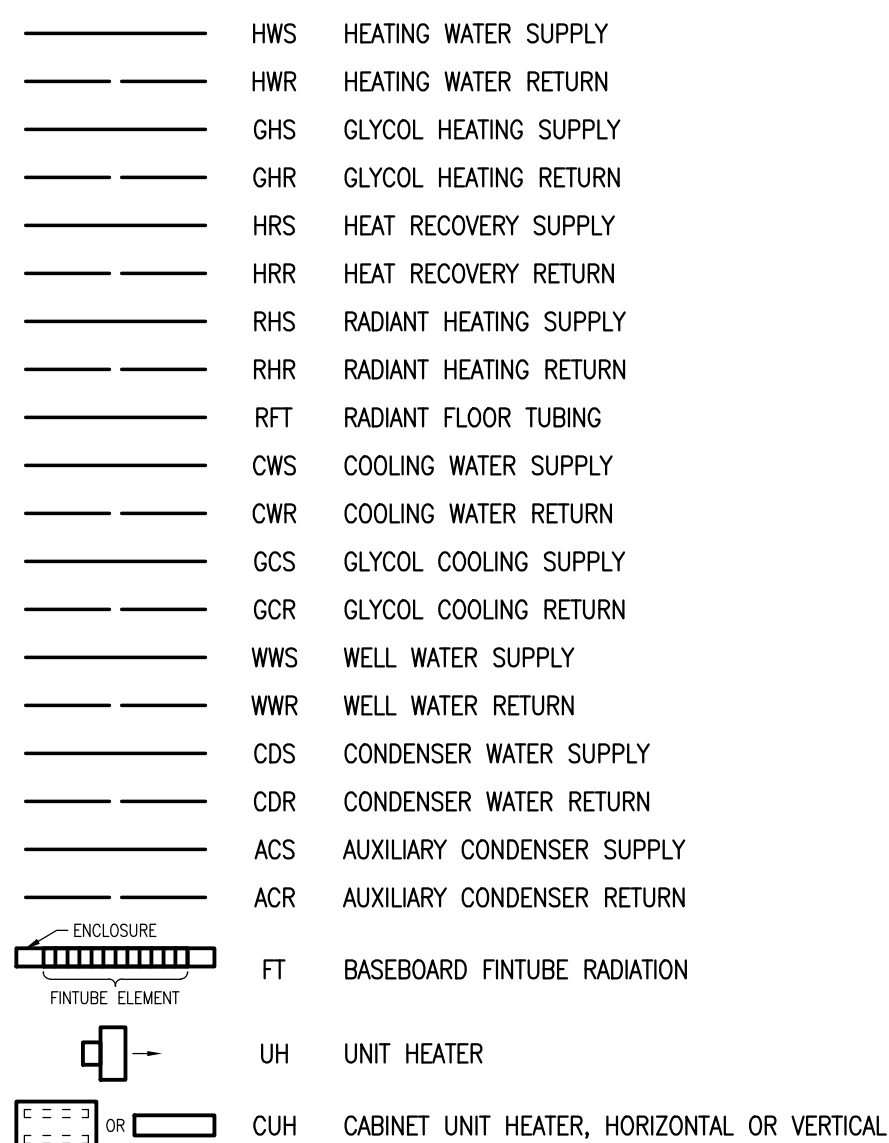 HWS HEATING WATER SUPPLY
HWR HEATING WATER RETURN
GHS GLYCOL HEATING SUPPLY
GHR GLYCOL HEATING RETURN
HRS HEAT RECOVERY SUPPLY
HRR HEAT RECOVERY RETURN
RHS RADIANT HEATING SUPPLY
RHR RADIANT HEATING RETURN
RFT RADIANT FLOOR TUBING
CWS COOLING WATER SUPPLY
CWR COOLING WATER RETURN
GCS GLYCOL COOLING SUPPLY
GCR GLYCOL COOLING RETURN
WWS WELL WATER SUPPLY
WWR WELL WATER RETURN
CDS CONDENSER WATER SUPPLY
CDR CONDENSER WATER RETURN
ACS AUXILIARY CONDENSER SUPPLY
ACR AUXILIARY CONDENSER RETURN
ENCLOSURE
FT BASEBOARD FINTUBE RADIATION
FINTUBE ELEMENT
UH UNIT HEATER
OR CUH CABINET UNIT HEATER, HORIZONTAL OR VERTICAL